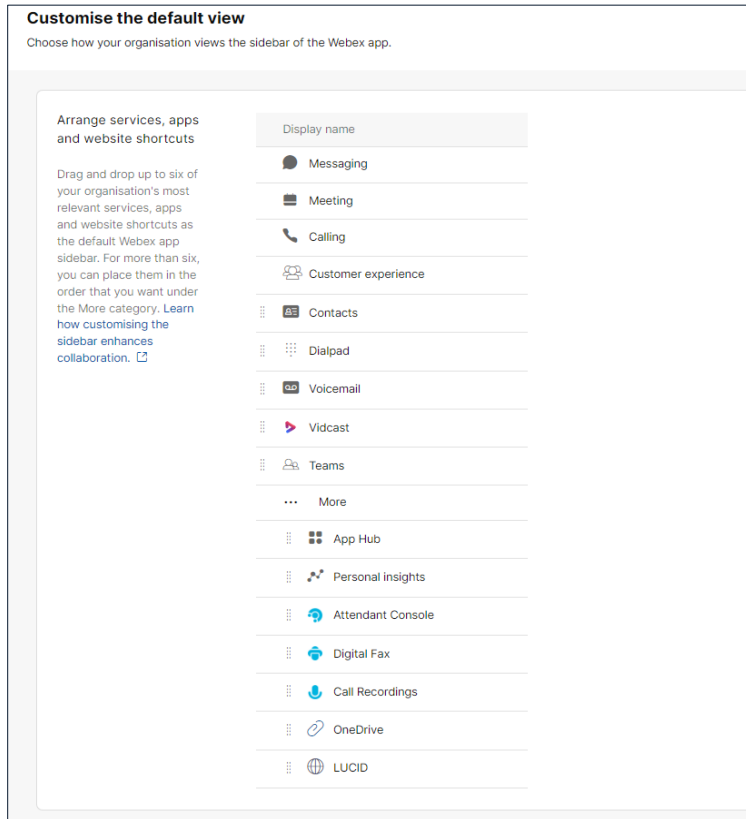 Customise the default view
Choose how your organisation views the sidebar of the Webex app.
Arrange services, apps
and website shortcuts
Drag and drop up to six of
your organisation's most
relevant services, apps
and website shortcuts as
the default Webex app
sidebar. For more than six,
you can place them in the
order that you want under
the More category. Learn
how customising the
sidebar enhances
collaboration.
Display name
Messaging
Meeting
Calling
Customer experience
Contacts
Dialpad
Voicemail
Vidcast
Teams
More
App Hub
Personal insights
Attendant Console
Digital Fax
Call Recordings
OneDrive
LUCID